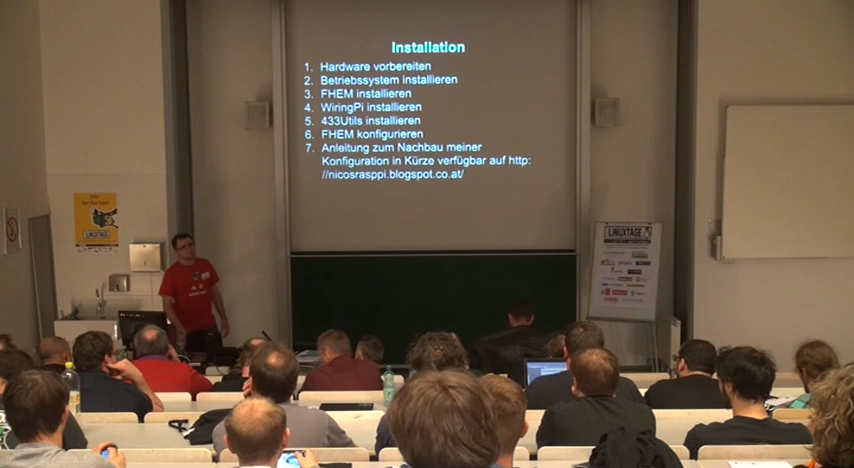 Installation
1. Hardware vorbereiten
2. Betriebssystem installieren
3. FHEM installieren
4. WiringPi installieren
5. 433Utils installieren
6. FHEM konfigurieren
7. Anleitung zum Nachbau meiner
Konfiguration in Kürze verfügbar auf http:
//nicosrasppi.blogspot.co.at/
LINUXTAGE